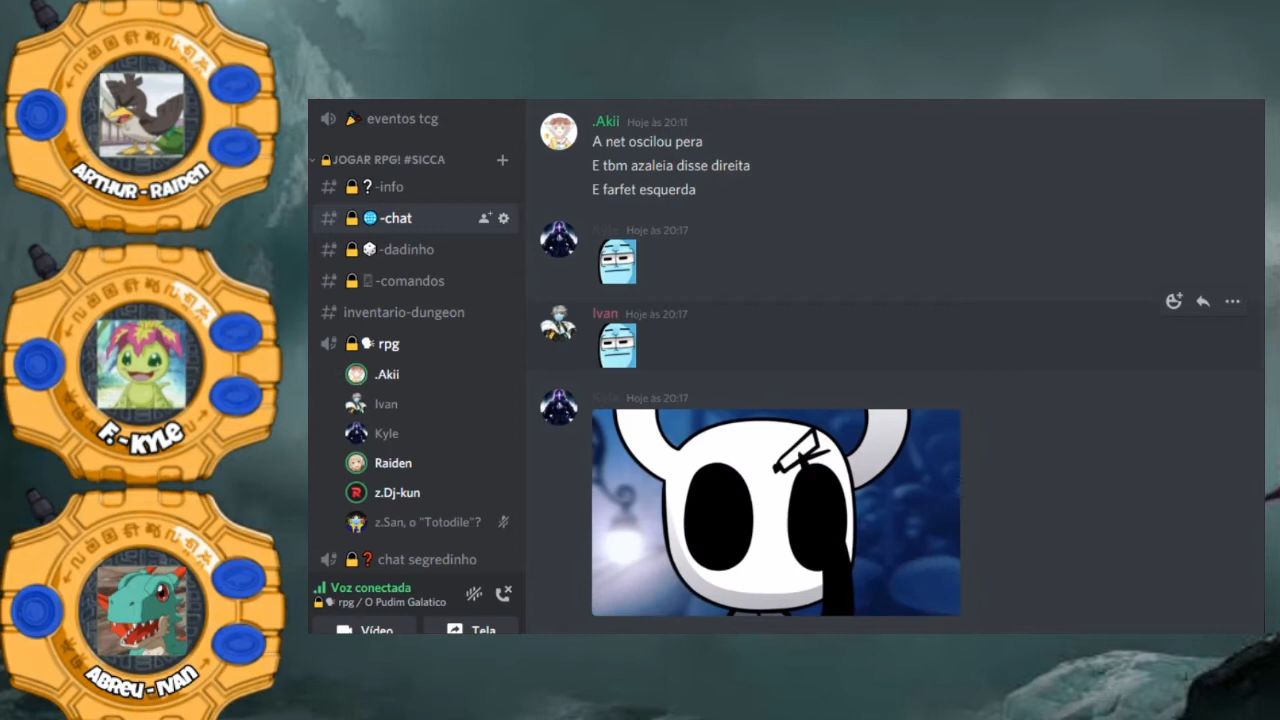 ARTHUR - RAIDEN
F. - KYLE
ABREU - IVAN
eventos tcg
JOGAR RPG! #SICCA
-info
-chat
-dadinho
-comandos
inventario-dungeon
rpg
.Akii
Ivan
Kyle
Raiden
z.Dj-kun
z.San, o "Totodile"?
chat segredinho
Voz conectada
rpg / O Pudim Galatico
Vídeo
Tela
.Akii Hoje às 20:11
A net oscilou pera
E tbm azaleia disse direita
E farfet esquerda
Kyle Hoje às 20:17
Ivan Hoje às 20:17
Kyle Hoje às 20:17